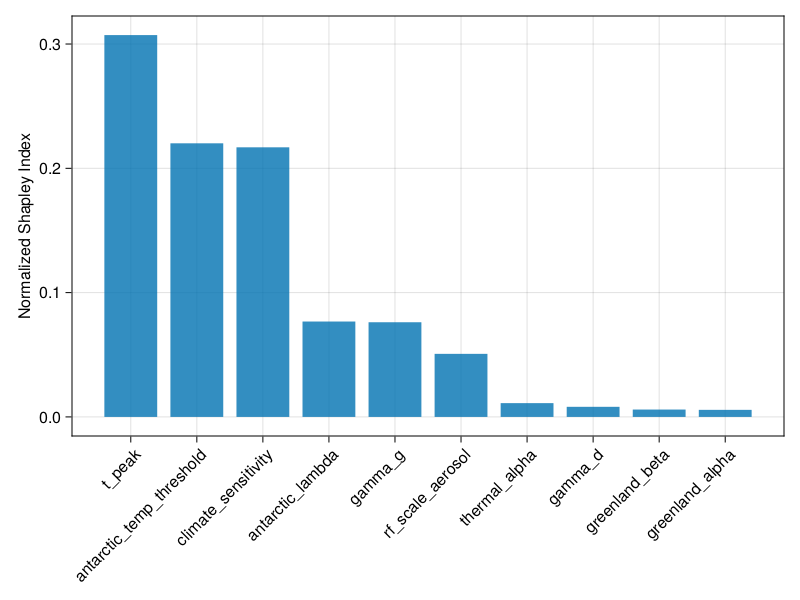 Normalized Shapley Index
0.3
0.2
0.1
0.0
t_peak
antarctic_temp_threshold
climate_sensitivity
antarctic_lambda
gamma_g
rf_scale_aerosol
thermal_alpha
gamma_d
greenland_beta
greenland_alpha